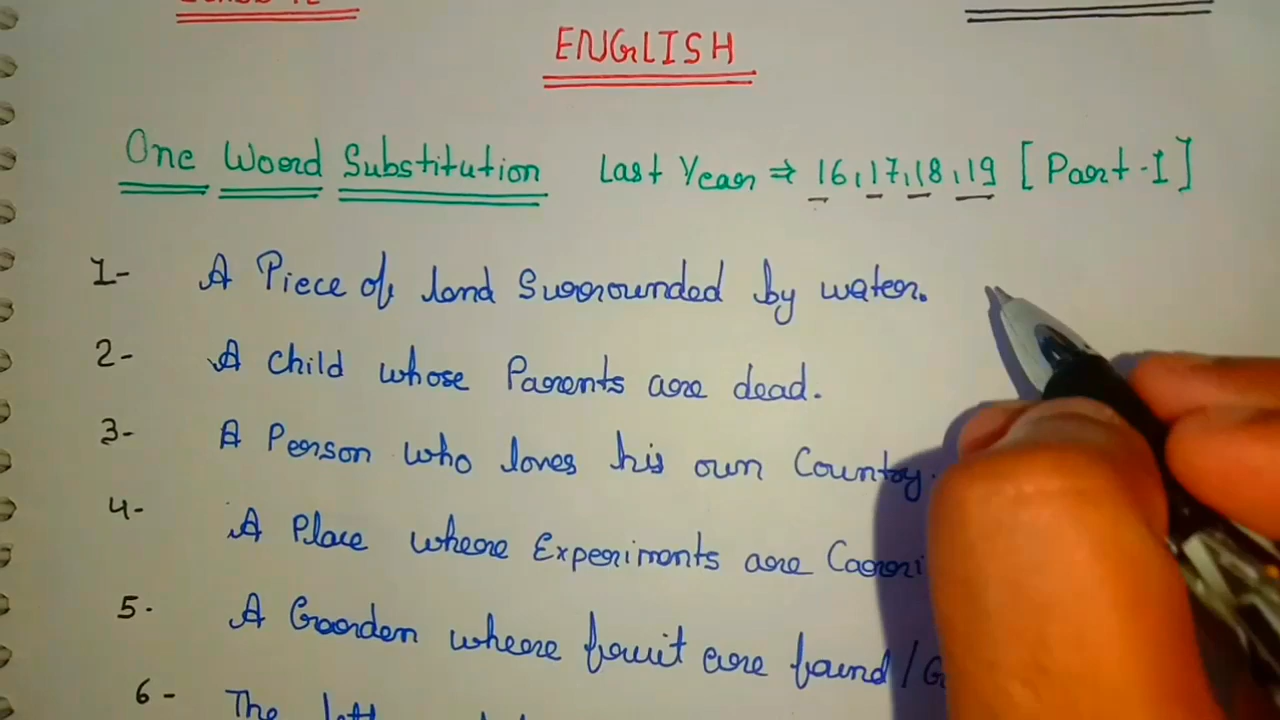 ENGLISH
One Word Substitution Last Year ⇒ 16, 17, 18, 19 [Part-I]
1- A Piece of land Surrounded by water.
2- A Child whose Parents are dead.
3- A Person who loves his own Country.
4- A Place where Experiments are
5. A Garden where fruit are found /
6- The